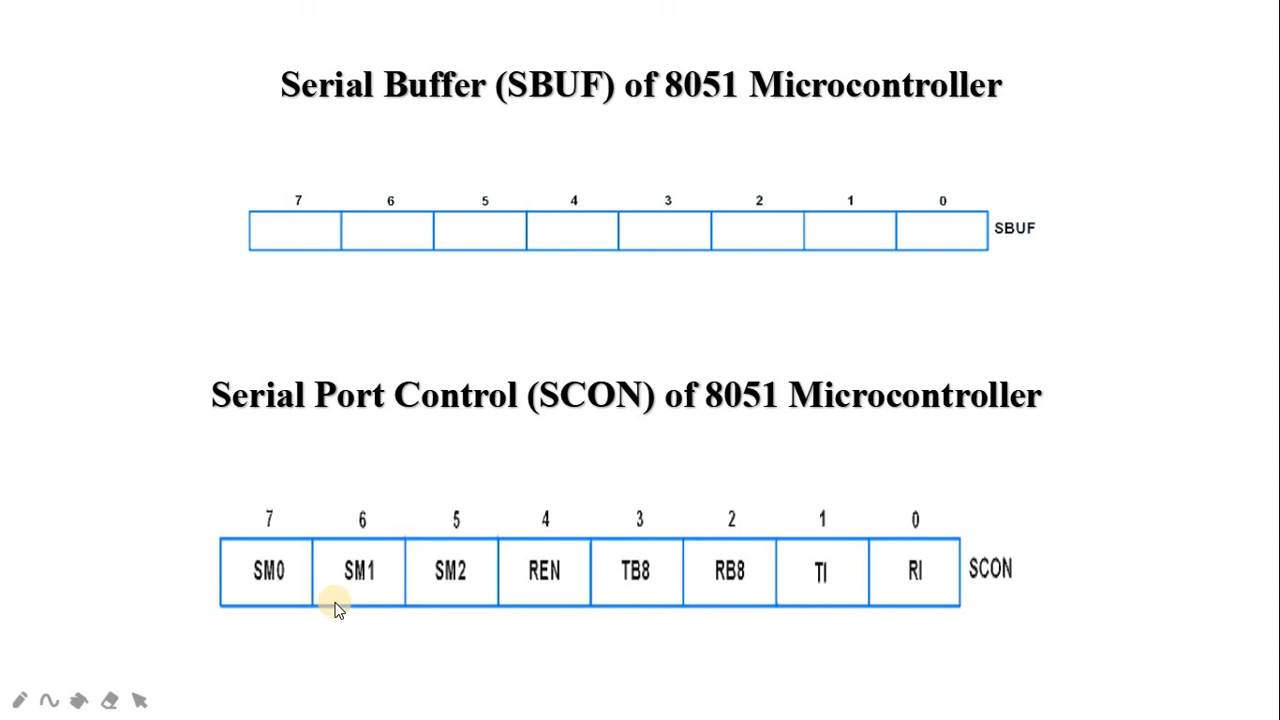 Serial Buffer (SBUF) of 8051 Microcontroller
7 6 5 4 3 2 1 0
SBUF
Serial Port Control (SCON) of 8051 Microcontroller
7 6 5 4 3 2 1 0
SM0 SM1 SM2 REN TB8 RB8 TI RI SCON